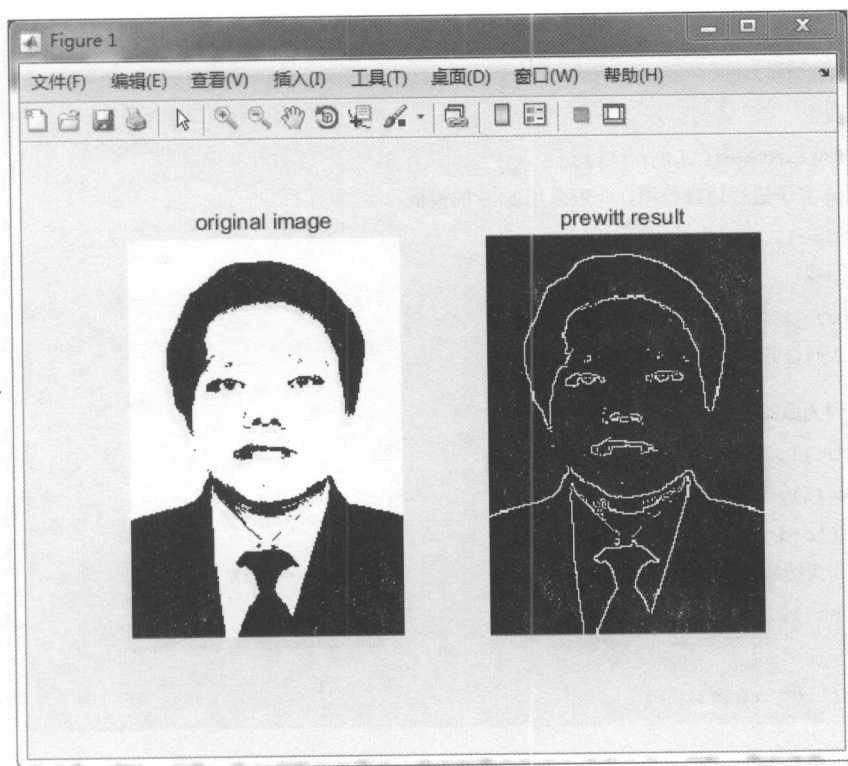 Figure 1
文件(F) 编辑(E) 查看(V) 插入(I) 工具(T) 桌面(D) 窗口(W) 帮助(H)
original image prewitt result